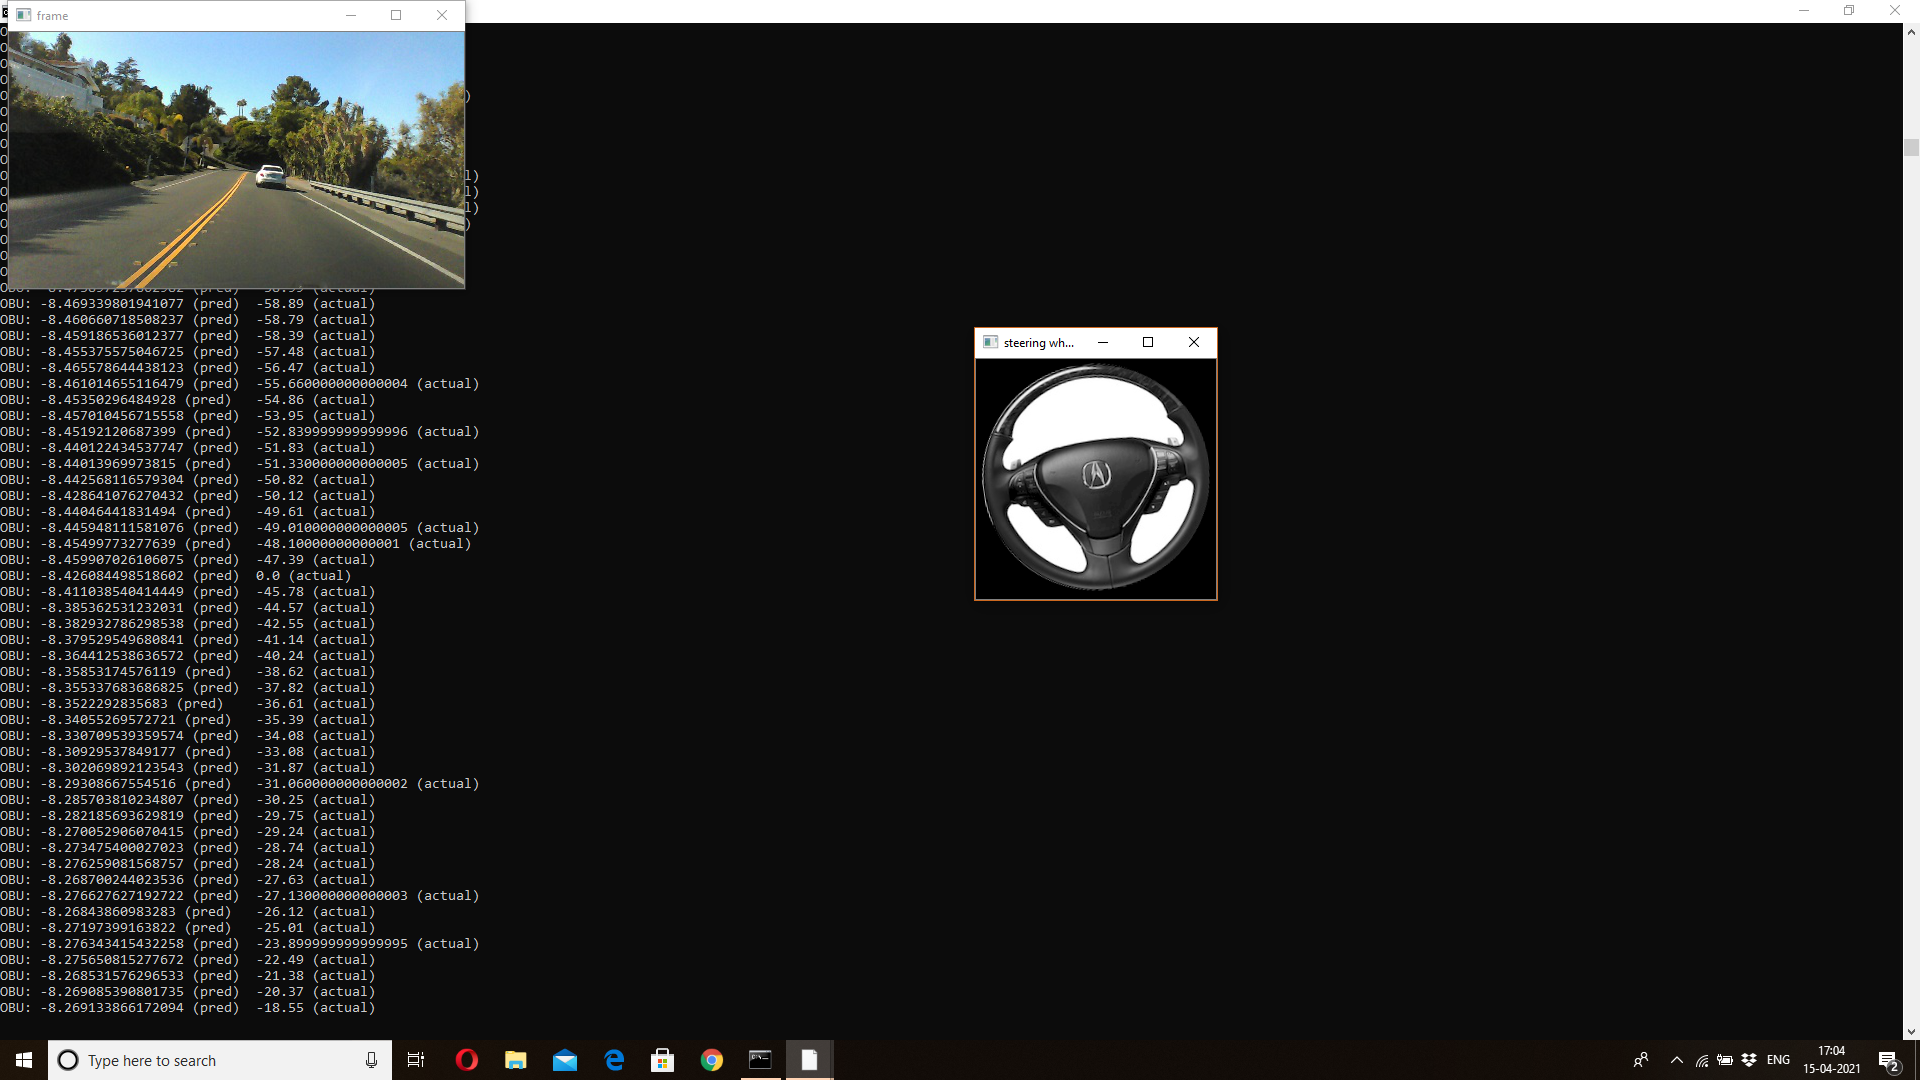 frame
OBU: -8.469339801941077 (pred)  -58.89 (actual)
OBU: -8.460660718508237 (pred)  -58.79 (actual)
OBU: -8.459186536012377 (pred)  -58.39 (actual)
OBU: -8.455375575046725 (pred)  -57.48 (actual)
OBU: -8.465578644438123 (pred)  -56.47 (actual)
OBU: -8.461014655116479 (pred)  -55.660000000000004 (actual)
OBU: -8.45350296484928 (pred)   -54.86 (actual)
OBU: -8.457010456715558 (pred)  -53.95 (actual)
OBU: -8.45192120687399 (pred)   -52.839999999999996 (actual)
OBU: -8.440122434537747 (pred)  -51.83 (actual)
OBU: -8.44013969973815 (pred)   -51.330000000000005 (actual)
OBU: -8.442568116579304 (pred)  -50.82 (actual)
OBU: -8.428641076270432 (pred)  -50.12 (actual)
OBU: -8.44046441831494 (pred)   -49.61 (actual)
OBU: -8.445948111581076 (pred)  -49.010000000000005 (actual)
OBU: -8.45499773277639 (pred)   -48.10000000000001 (actual)
OBU: -8.459907026106075 (pred)  -47.39 (actual)
OBU: -8.426084498518602 (pred)  0.0 (actual)
OBU: -8.411038540414449 (pred)  -45.78 (actual)
OBU: -8.385362531232031 (pred)  -44.57 (actual)
OBU: -8.382932786298538 (pred)  -42.55 (actual)
OBU: -8.379529549680841 (pred)  -41.14 (actual)
OBU: -8.364412538636572 (pred)  -40.24 (actual)
OBU: -8.35853174576119 (pred)   -38.62 (actual)
OBU: -8.355337683686825 (pred)  -37.82 (actual)
OBU: -8.3522292835683 (pred)    -36.61 (actual)
OBU: -8.34055269572721 (pred)   -35.39 (actual)
OBU: -8.330709539359574 (pred)  -34.08 (actual)
OBU: -8.30929537849177 (pred)   -33.08 (actual)
OBU: -8.302069892123543 (pred)  -31.87 (actual)
OBU: -8.29308667554516 (pred)   -31.060000000000002 (actual)
OBU: -8.285703810234807 (pred)  -30.25 (actual)
OBU: -8.282185693629819 (pred)  -29.75 (actual)
OBU: -8.270052906070415 (pred)  -29.24 (actual)
OBU: -8.273475400027023 (pred)  -28.74 (actual)
OBU: -8.276259081568757 (pred)  -28.24 (actual)
OBU: -8.268700244023536 (pred)  -27.63 (actual)
OBU: -8.276627627192722 (pred)  -27.130000000000003 (actual)
OBU: -8.26843860983283 (pred)   -26.12 (actual)
OBU: -8.27197399163822 (pred)   -25.01 (actual)
OBU: -8.276343415432258 (pred)  -23.899999999999995 (actual)
OBU: -8.275650815277672 (pred)  -22.49 (actual)
OBU: -8.268531576296533 (pred)  -21.38 (actual)
OBU: -8.269085390801735 (pred)  -20.37 (actual)
OBU: -8.269133866172094 (pred)  -18.55 (actual)
steering wh...
Type here to search
ENG
17:04
15-04-2021
2